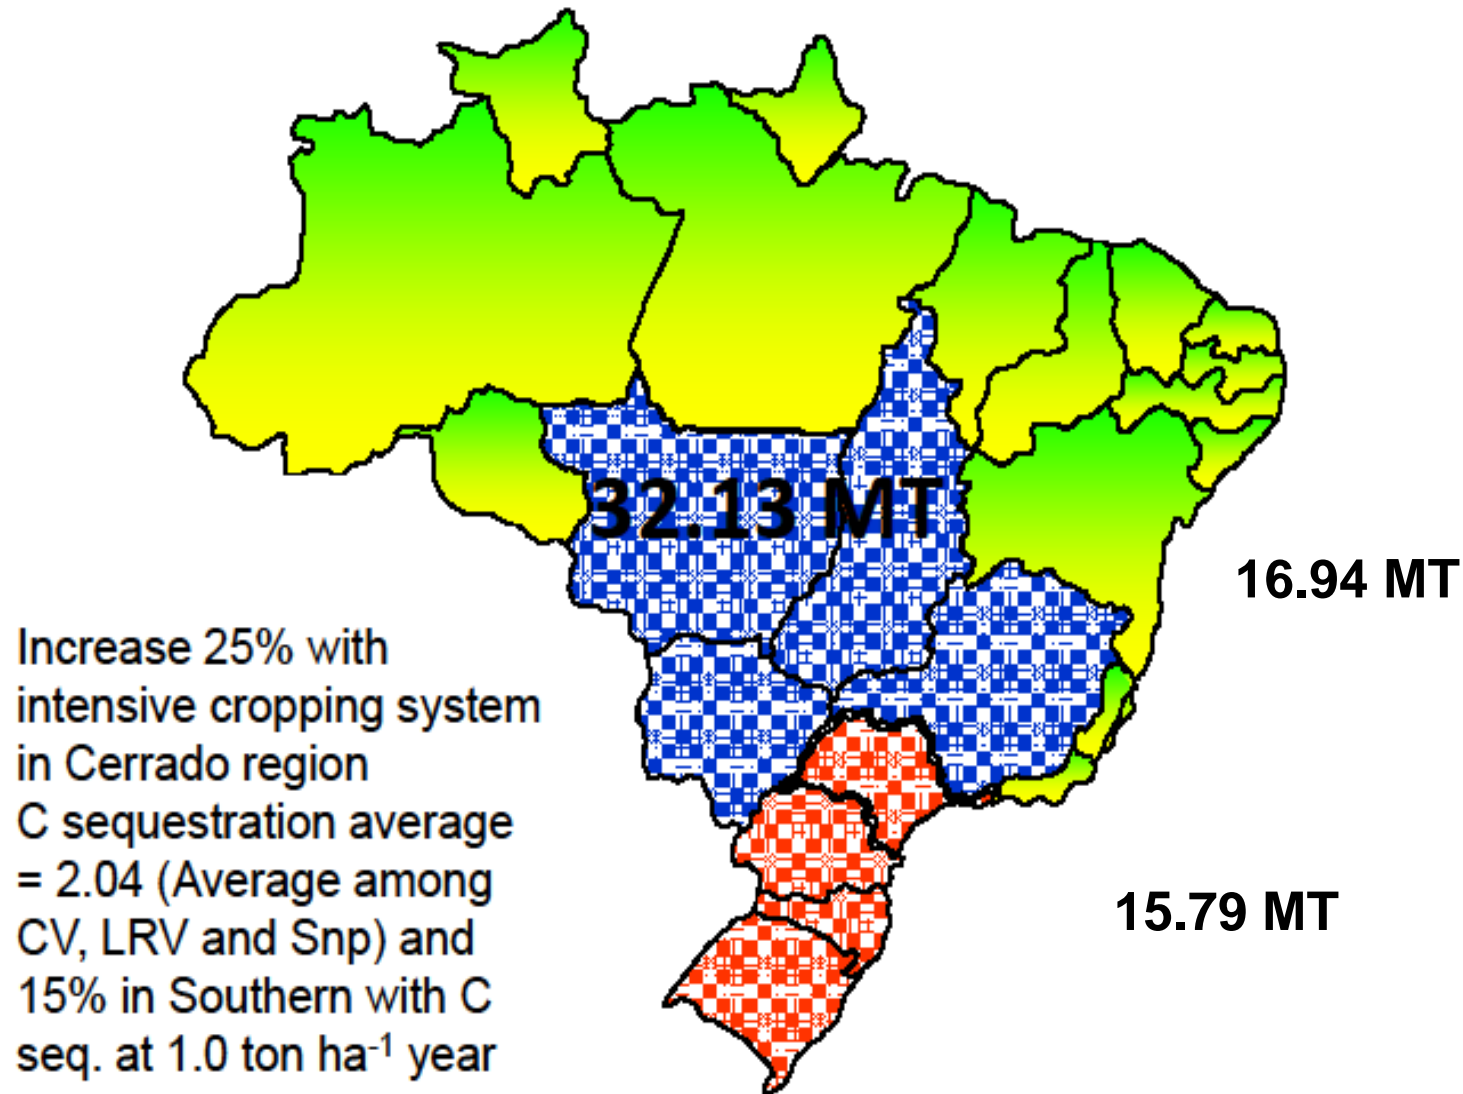 32.13 MT
16.94 MT
Increase 25% with
intensive cropping system
in Cerrado region
C sequestration average
= 2.04 (Average among
CV, LRV and Snp) and
15% in Southern with C
seq. at 1.0 ton ha⁻¹ year
15.79 MT